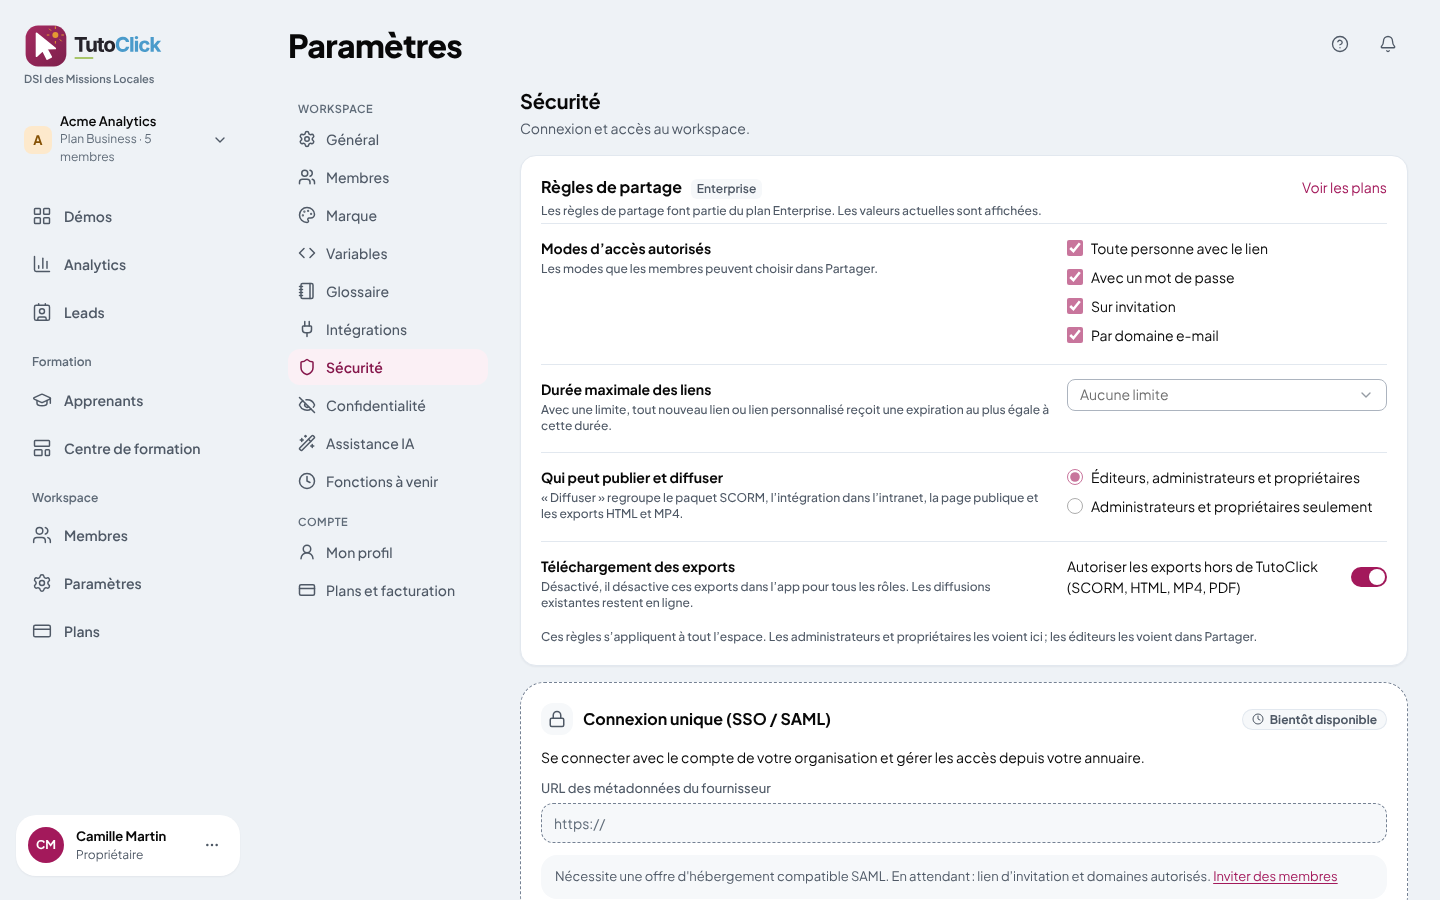 TutoClick
DSI des Missions Locales
A
Acme Analytics
Plan Business · 5
membres
Démos
Analytics
Leads
Formation
Apprenants
Centre de formation
Workspace
Membres
Paramètres
Plans
CM
Camille Martin
Propriétaire
Paramètres
WORKSPACE
Général
Membres
Marque
Variables
Glossaire
Intégrations
Sécurité
Confidentialité
Assistance IA
Fonctions à venir
COMPTE
Mon profil
Plans et facturation
Sécurité
Connexion et accès au workspace.
Règles de partage Enterprise
Voir les plans
Les règles de partage font partie du plan Enterprise. Les valeurs actuelles sont affichées.
Modes d’accès autorisés
Les modes que les membres peuvent choisir dans Partager.
Toute personne avec le lien
Avec un mot de passe
Sur invitation
Par domaine e-mail
Durée maximale des liens
Avec une limite, tout nouveau lien ou lien personnalisé reçoit une expiration au plus égale à
cette durée.
Aucune limite
Qui peut publier et diffuser
« Diffuser » regroupe le paquet SCORM, l’intégration dans l’intranet, la page publique et
les exports HTML et MP4.
Éditeurs, administrateurs et propriétaires
Administrateurs et propriétaires seulement
Téléchargement des exports
Désactivé, il désactive ces exports dans l’app pour tous les rôles. Les diffusions
existantes restent en ligne.
Autoriser les exports hors de TutoClick
(SCORM, HTML, MP4, PDF)
Ces règles s’appliquent à tout l’espace. Les administrateurs et propriétaires les voient ici ; les éditeurs les voient dans Partager.
Connexion unique (SSO / SAML)
Bientôt disponible
Se connecter avec le compte de votre organisation et gérer les accès depuis votre annuaire.
URL des métadonnées du fournisseur
https://
Nécessite une offre d’hébergement compatible SAML. En attendant : lien d’invitation et domaines autorisés. Inviter des membres